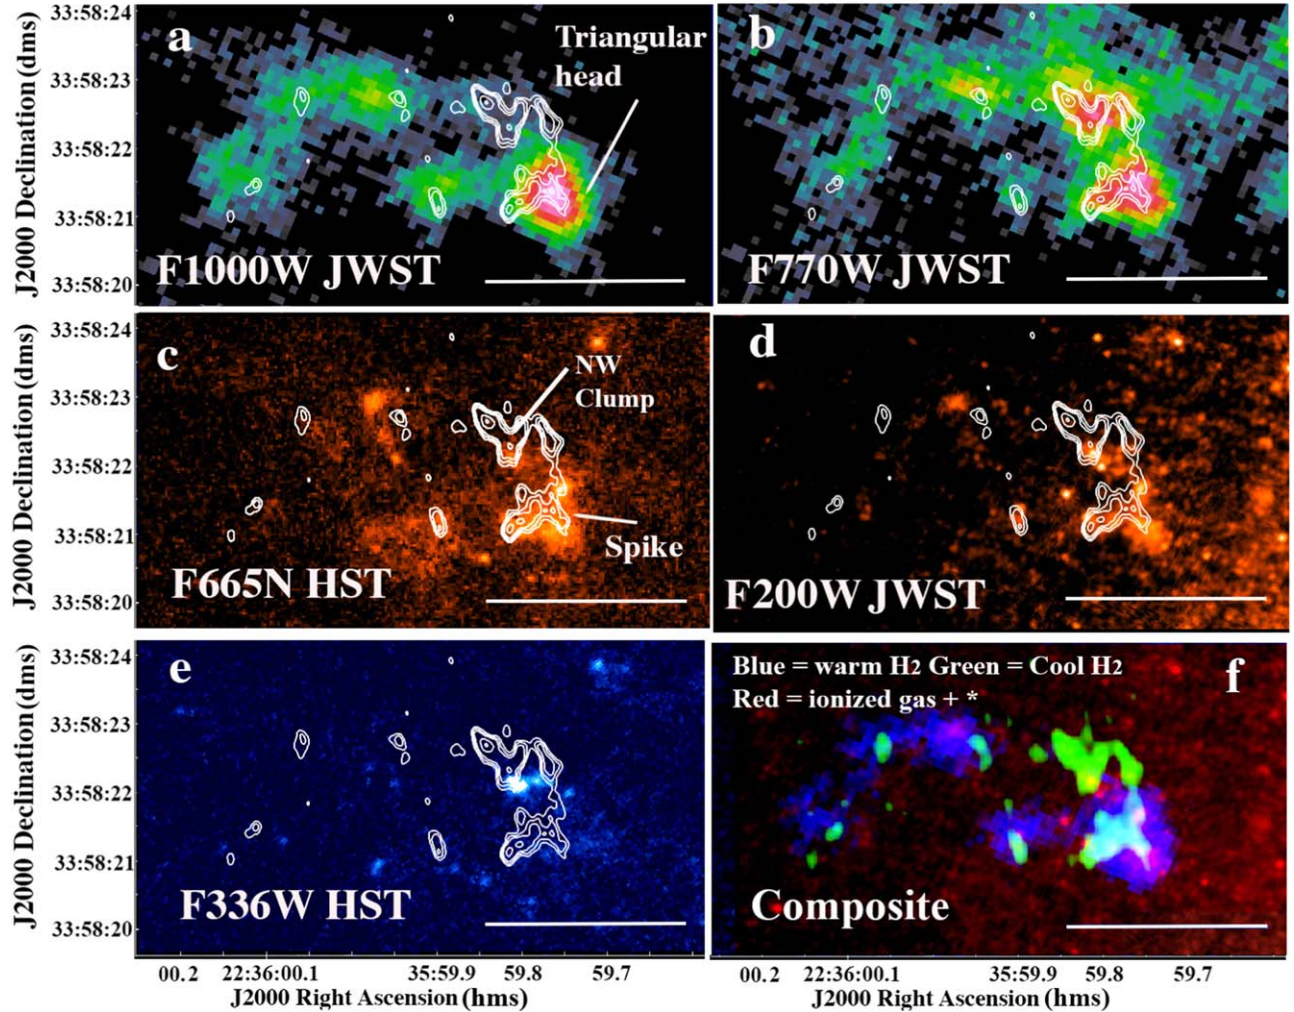 33:58:24
33:58:23
33:58:22
33:58:21
33:58:20
J2000 Declination (dms)
a
Triangular
head
F1000W JWST
b
F770W JWST
33:58:24
33:58:23
33:58:22
33:58:21
33:58:20
J2000 Declination (dms)
c
NW
Clump
Spike
F665N HST
d
F200W JWST
33:58:24
33:58:23
33:58:22
33:58:21
33:58:20
J2000 Declination (dms)
e
F336W HST
Blue = warm H2 Green = Cool H2
Red = ionized gas + *
f
Composite
00.2 22:36:00.1 35:59.9 59.8 59.7
J2000 Right Ascension (hms)
00.2 22:36:00.1 35:59.9 59.8 59.7
J2000 Right Ascension (hms)